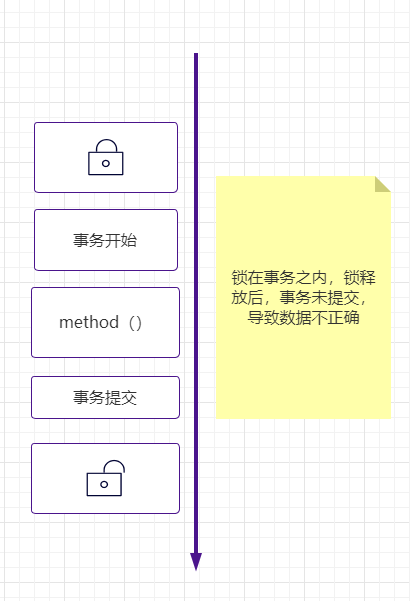 事务开始
method（）
事务提交
锁在事务之内，锁释
放后，事务未提交，
导致数据不正确